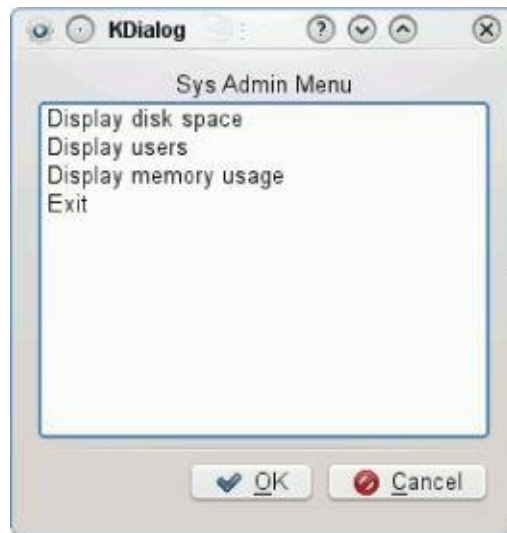 KDialog
Sys Admin Menu
Display disk space
Display users
Display memory usage
Exit
OK
Cancel